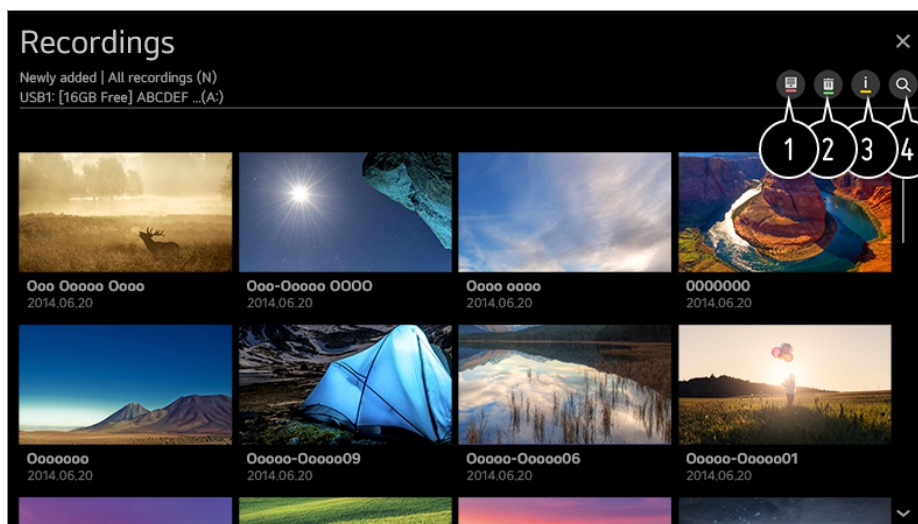 Recordings
Newly added | All recordings (N)
USB1: [16GB Free] ABCDEF ...(A:)
1 2 3 4
Ooo Ooooo Oooo
2014.06.20
Ooo-Ooooo OOOO
2014.06.20
Oooo oooo
2014.06.20
OOOOOOO
2014.06.20
Ooooooo
2014.06.20
Ooooo-Ooooo09
2014.06.20
Ooooo-Ooooo06
2014.06.20
Ooooo-Ooooo01
2014.06.20